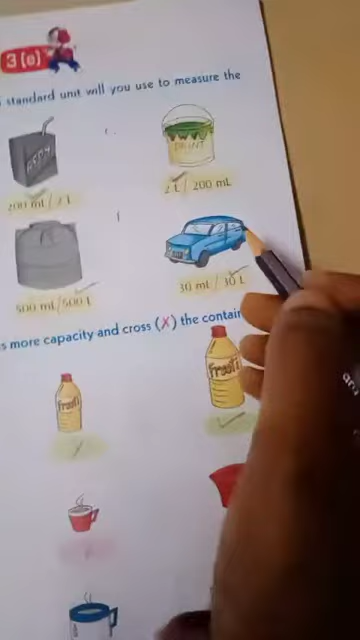 3 (e)
standard unit will you use to measure the
PAINT
200 mL / 2 L
2 L / 200 mL
500 mL / 500 L
30 mL / 30 L
s more capacity and cross (X) the contain
Frooti
Frooti